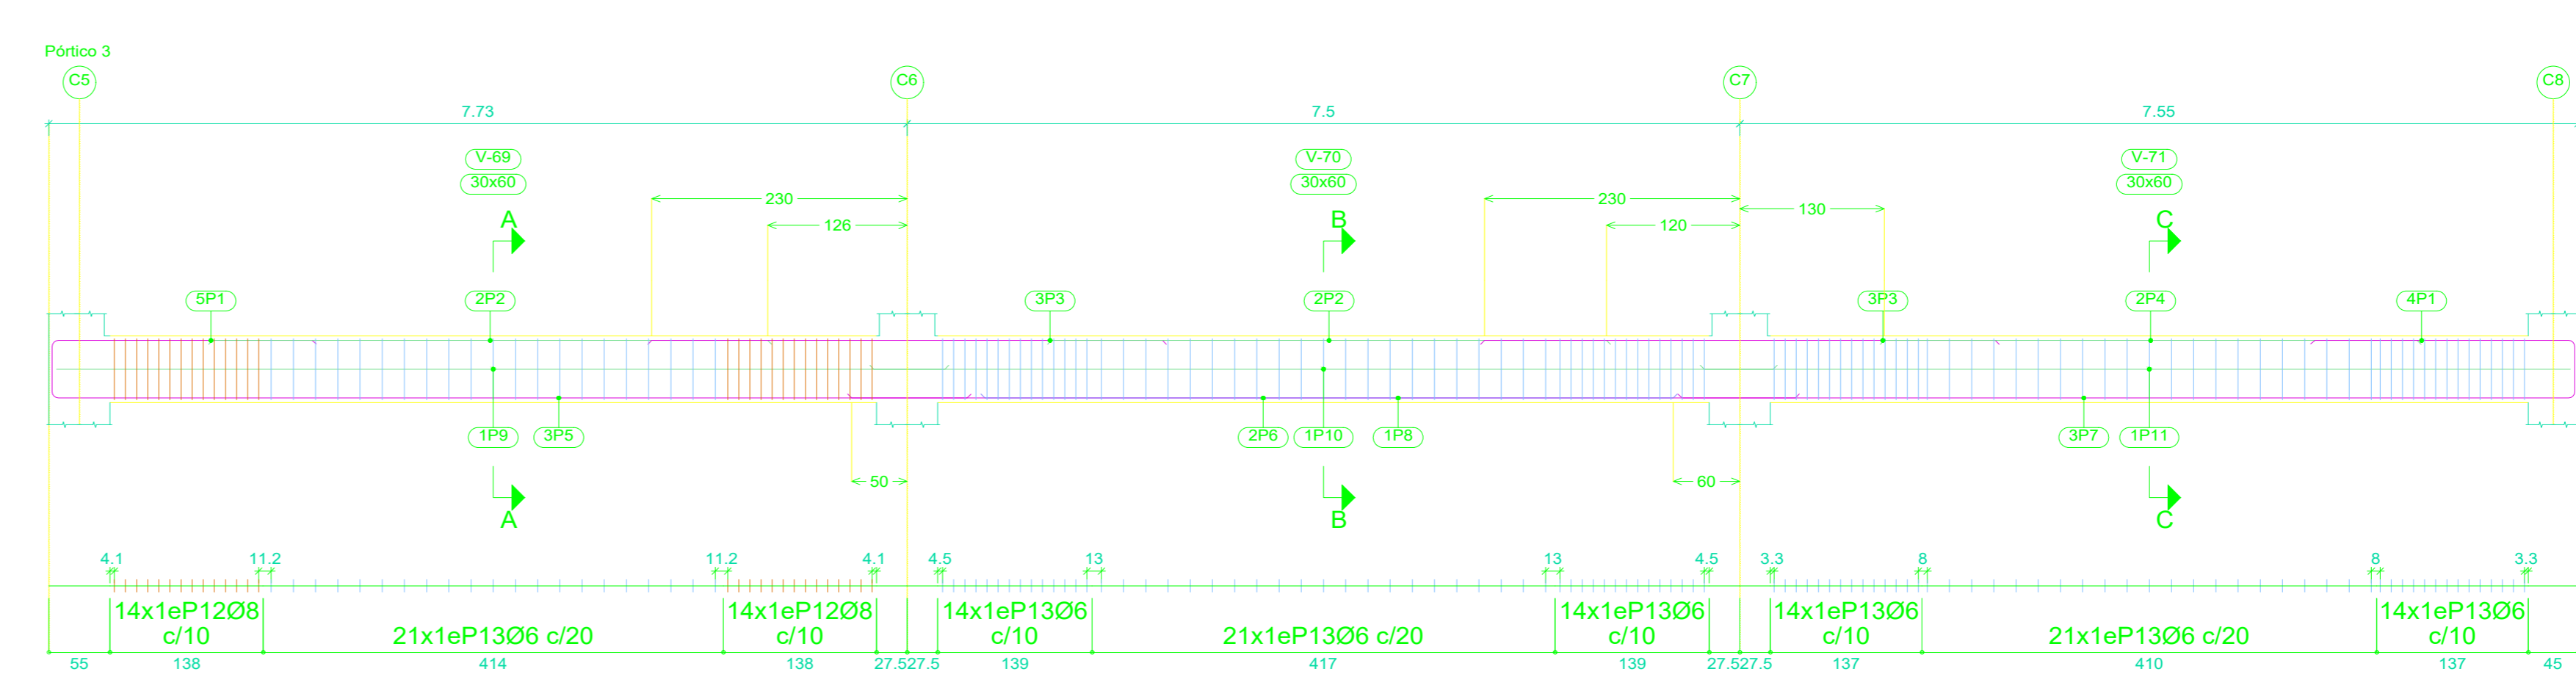 Pórtico 3
C5 C6 C7 C8
7.73 7.5 7.55
V-69 V-70 V-71
30x60 30x60 30x60
230 230
130
A B C
126 120
5P1 2P2 3P3 2P2 3P3 2P4 4P1
1P9 3P5 2P6 1P10 1P8 3P7 1P11
50 60
A B C
4.1 11.2 11.2 4.1 4.5 13 13 4.5 3.3 8 8 3.3
14x1eP12Ø8 14x1eP12Ø8 14x1eP13Ø6 14x1eP13Ø6 14x1eP13Ø6 14x1eP13Ø6
c/10 21x1eP13Ø6 c/20 c/10 c/10 21x1eP13Ø6 c/20 c/10 c/10 21x1eP13Ø6 c/20 c/10
55 138 414 138 27.527.5 139 417 139 27.527.5 137 410 137 45